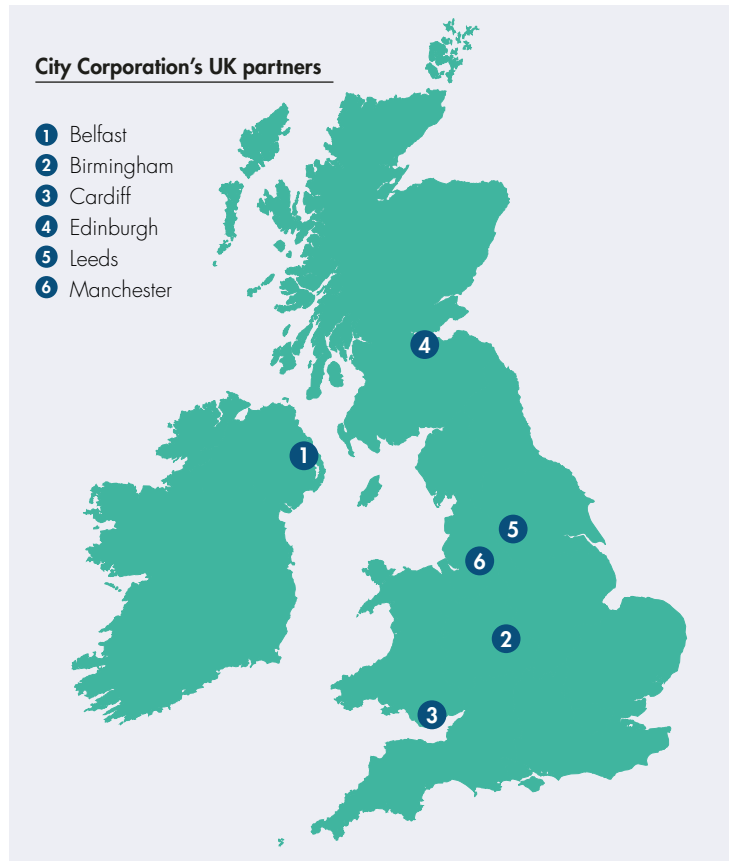 City Corporation's UK partners
1 Belfast
2 Birmingham
3 Cardiff
4 Edinburgh
5 Leeds
6 Manchester
4
1
5
6
2
3